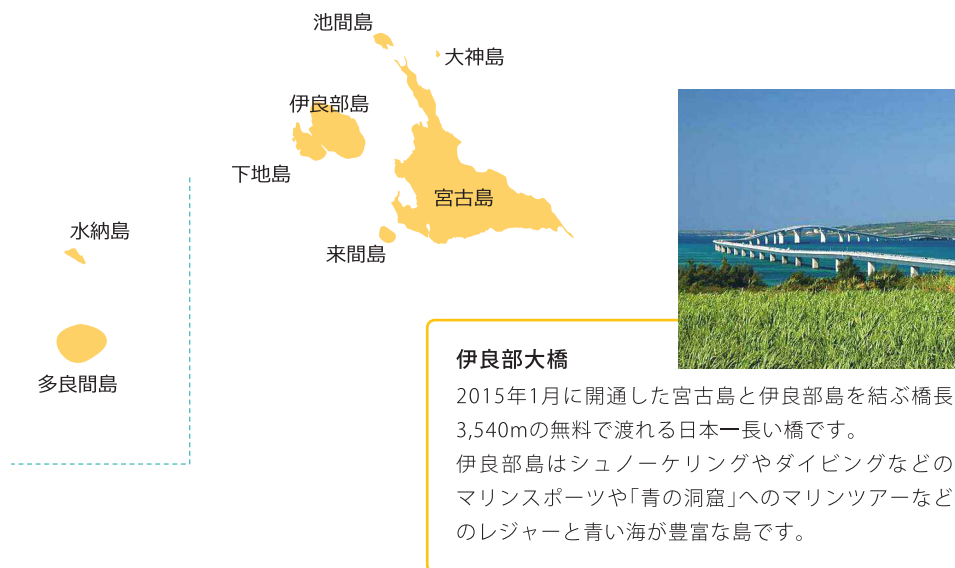 池間島
大神島
伊良部島
下地島
宮古島
水納島
来間島
多良間島
伊良部大橋
2015年1月に開通した宮古島と伊良部島を結ぶ橋長
3,540mの無料で渡れる日本一長い橋です。
伊良部島はシュノーケリングやダイビングなどの
マリンスポーツや「青の洞窟」へのマリンツアーなど
のレジャーと青い海が豊富な島です。